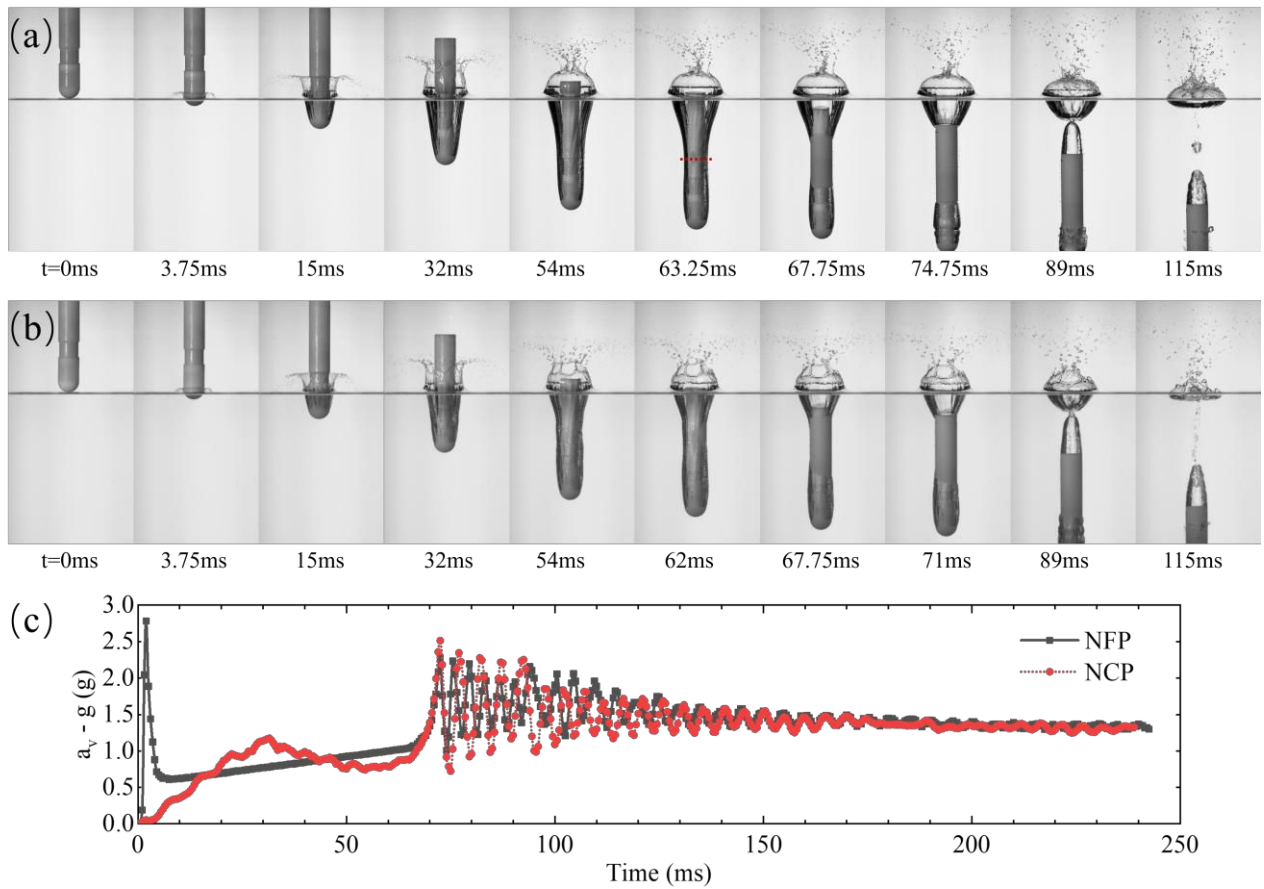 (a)
t=0ms 3.75ms 15ms 32ms 54ms 63.25ms 67.75ms 74.75ms 89ms 115ms
(b)
t=0ms 3.75ms 15ms 32ms 54ms 62ms 67.75ms 71ms 89ms 115ms
(c)
3.0
2.5
2.0
1.5
1.0
0.5
0.0
a_v - g (g)
NFP
NCP
0 50 100 150 200 250
Time (ms)